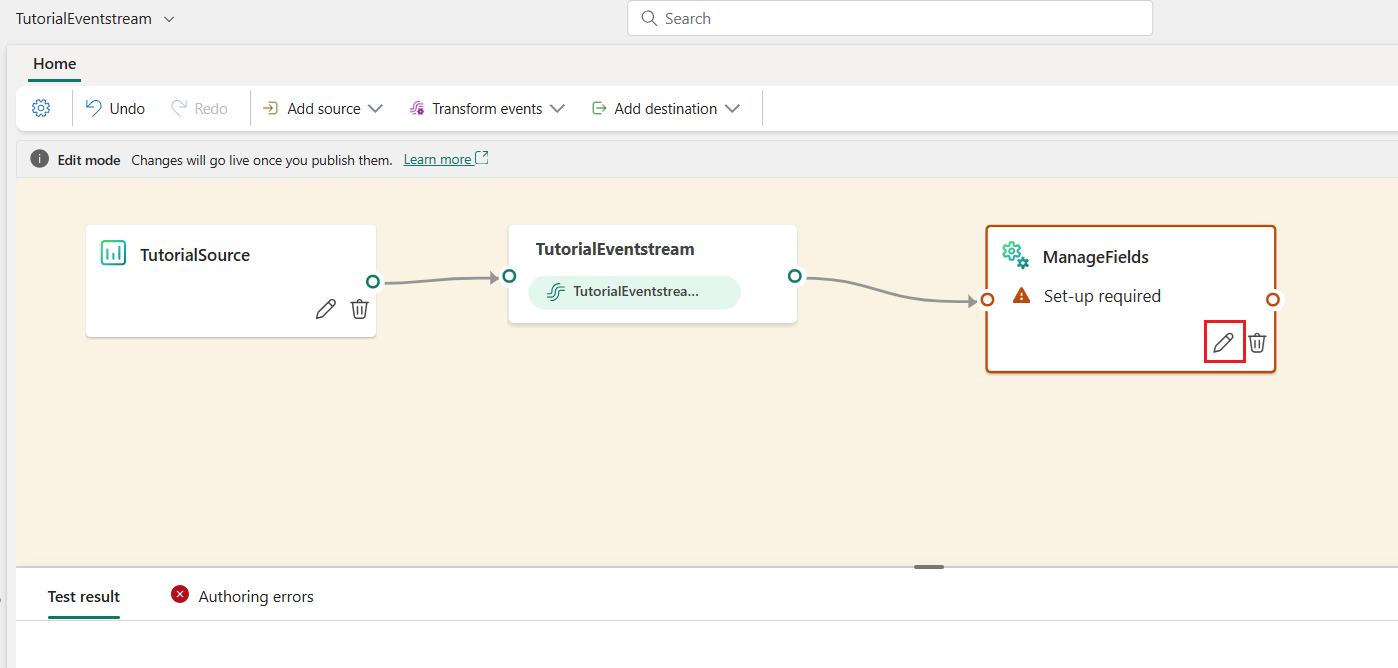 TutorialEventstream
Search
Home
Undo
Redo
Add source
Transform events
Add destination
Edit mode
Changes will go live once you publish them.
Learn more
TutorialSource
TutorialEventstream
TutorialEventstrea...
ManageFields
Set-up required
Test result
Authoring errors